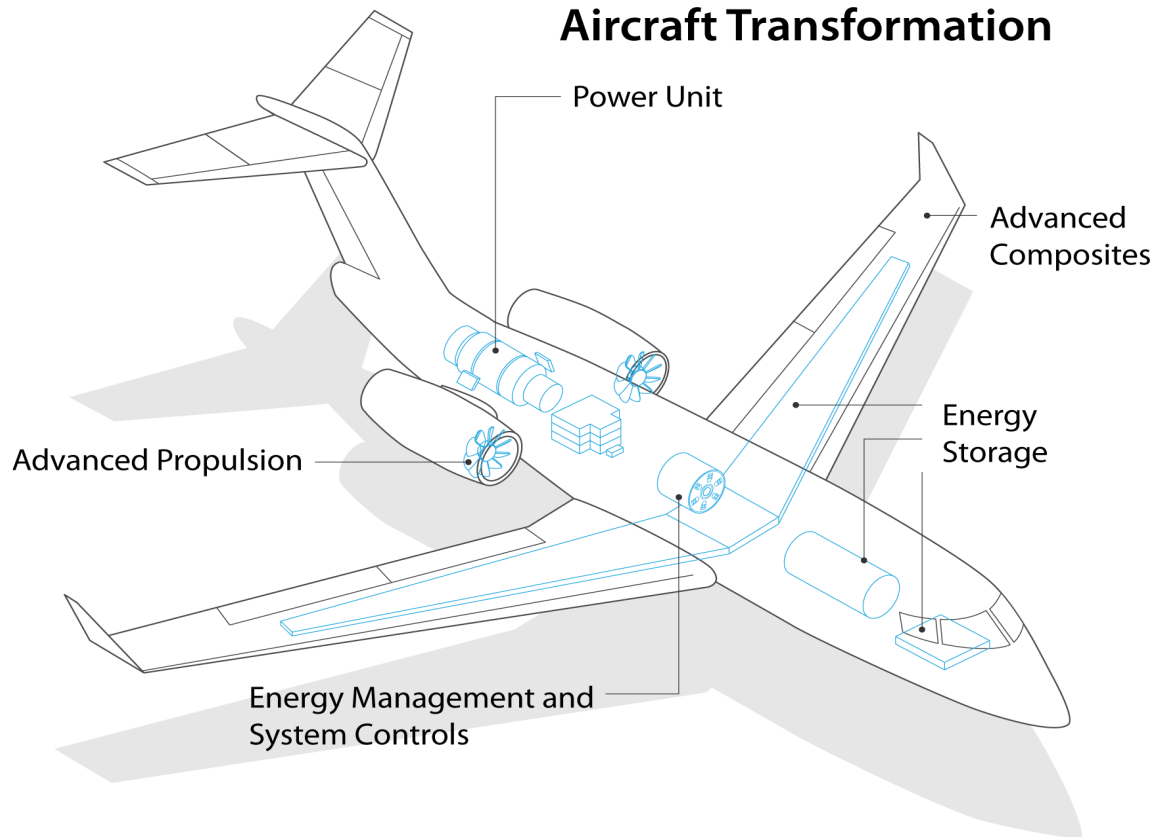 Aircraft Transformation
Power Unit
Advanced
Composites
Energy
Storage
Advanced Propulsion
Energy Management and
System Controls